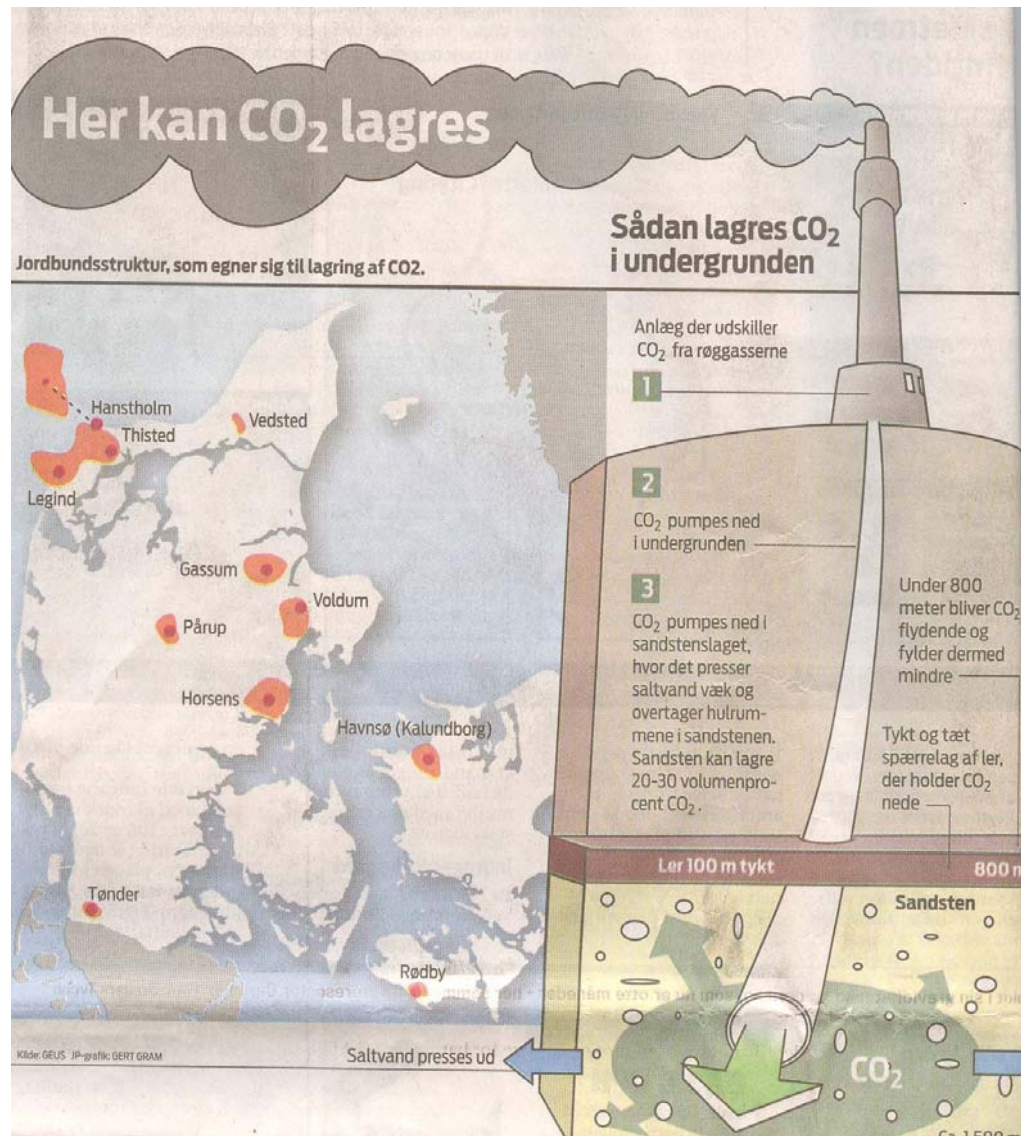 Her kan CO₂ lagres
Sådan lagres CO₂
i undergrunden
Jordbundsstruktur, som egner sig til lagring af CO2.
Hanstholm
Thisted
Vedsted
Legind
Gassum
Voldum
Pårup
Horsens
Havnsø (Kalundborg)
Tønder
Rødby
Kilde: GEUS JP-grafik: GERT GRAM
Anlæg der udskiller
CO₂ fra røggasserne
1
2
CO₂ pumpes ned
i undergrunden
3
CO₂ pumpes ned i
sandstenslaget,
hvor det presser
saltvand væk og
overtager hulrum-
mene i sandstenen.
Sandsten kan lagre
20-30 volumenpro-
cent CO₂.
Under 800
meter bliver CO₂
flydende og
fylder dermed
mindre
Tykt og tæt
spærrelag af ler,
der holder CO₂
nede
Ler 100 m tykt
800 m
Sandsten
Saltvand presses ud
CO₂